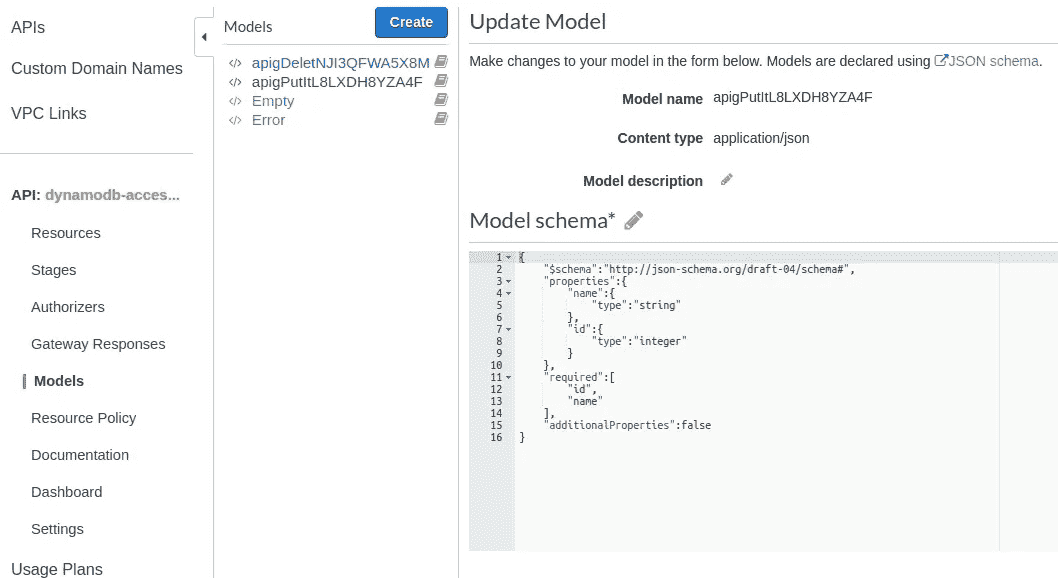 APIs
Custom Domain Names
VPC Links
API: dynamodb-acces...
Resources
Stages
Authorizers
Gateway Responses
Models
Resource Policy
Documentation
Dashboard
Settings
Usage Plans
Models
Create
</> apigDeletNJI3QFWA5X8M
</> apigPutItL8LXDH8YZA4F
</> Empty
</> Error
Update Model
Make changes to your model in the form below. Models are declared using JSON schema.
Model name apigPutItL8LXDH8YZA4F
Content type application/json
Model description
Model schema*
1 {
2 "$schema":"http://json-schema.org/draft-04/schema#",
3 "properties":{
4 "name":{
5 "type":"string"
6 },
7 "id":{
8 "type":"integer"
9 }
10 },
11 "required":[
12 "id",
13 "name"
14 ],
15 "additionalProperties":false
16 }